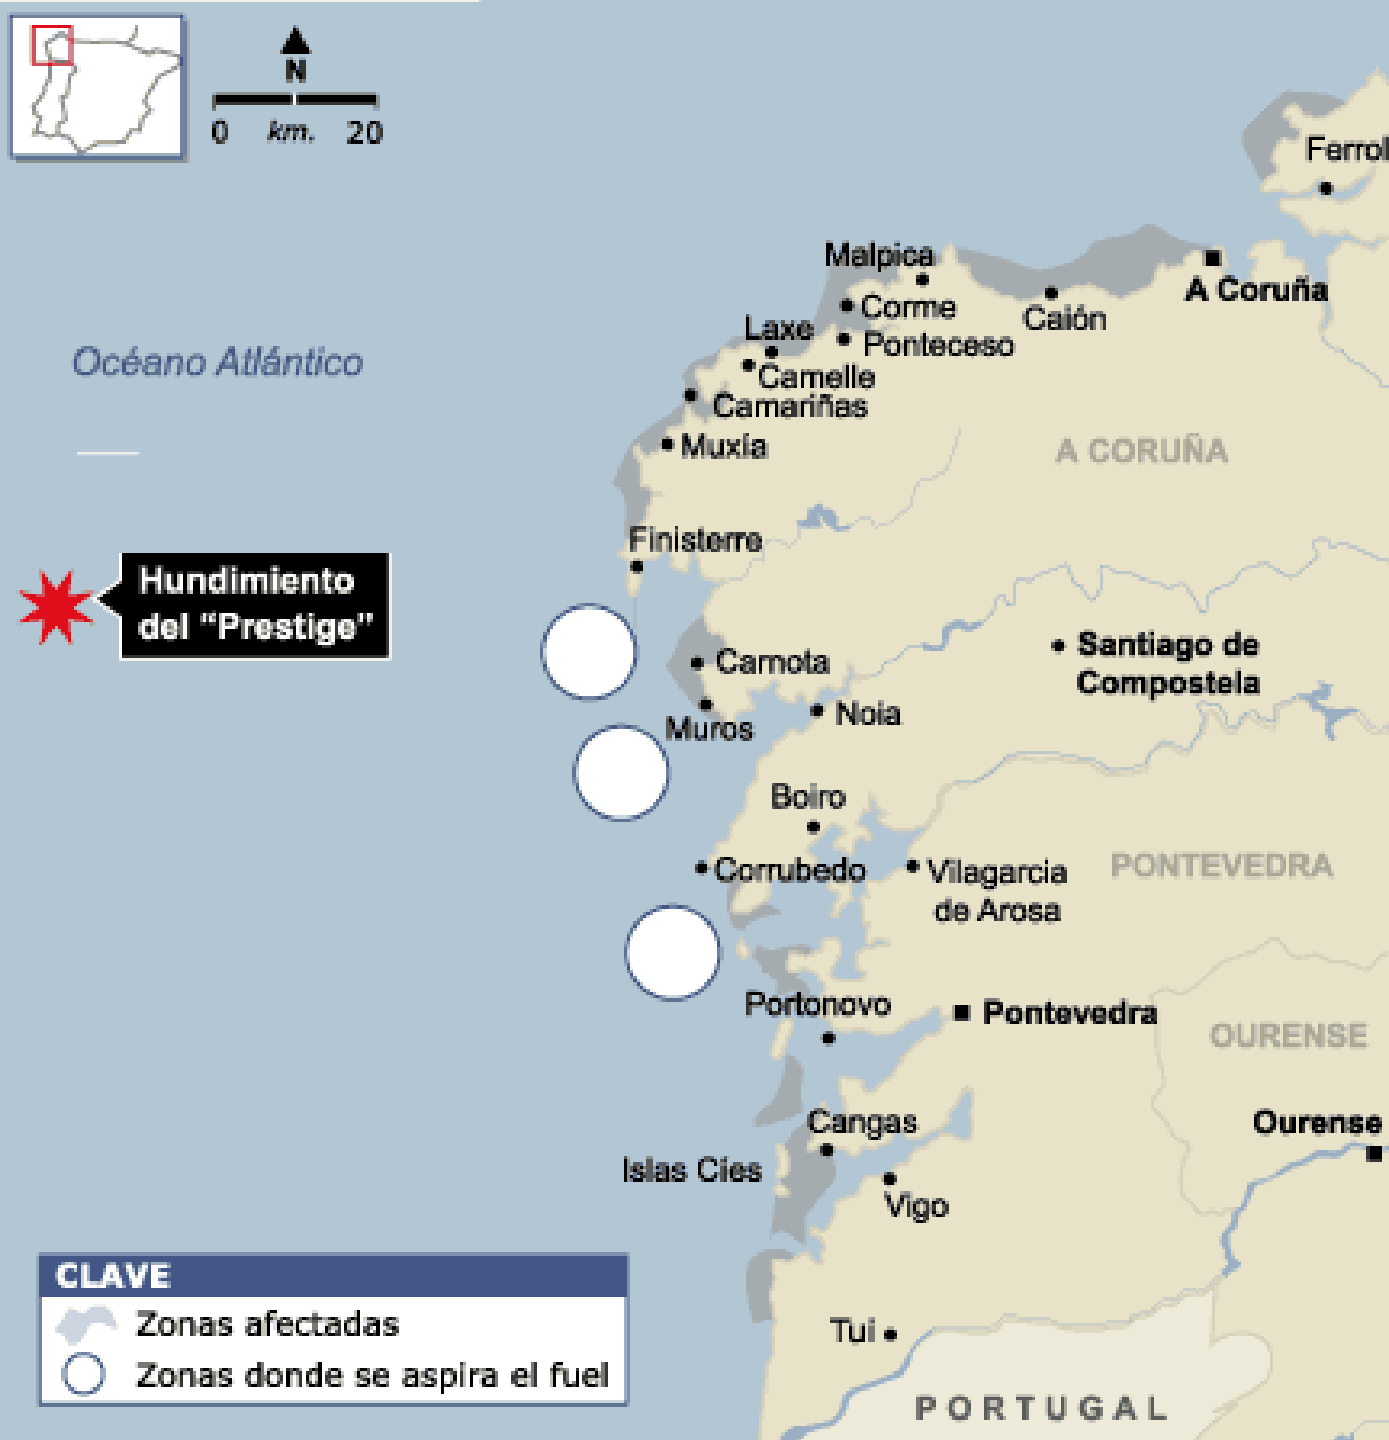 N
0 km. 20
Ferrol
Malpica
A Coruña
Corme
Caión
Laxe
Ponteceso
Océano Atlántico
Camelle
Camariñas
Muxía
A CORUÑA
Finisterre
Hundimiento
del “Prestige”
Santiago de
Compostela
Carnota
Noia
Muros
Boiro
Corrubedo
Vilagarcia
de Arosa
PONTEVEDRA
Portonovo
Pontevedra
OURENSE
Cangas
Ourense
Islas Cies
Vigo
CLAVE
Zonas afectadas
Zonas donde se aspira el fuel
Tui
PORTUGAL